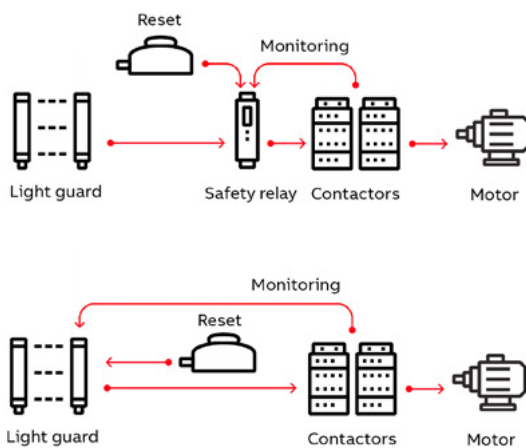 Reset
Monitoring
Light guard
Safety relay
Contactors
Motor
Monitoring
Reset
Light guard
Contactors
Motor